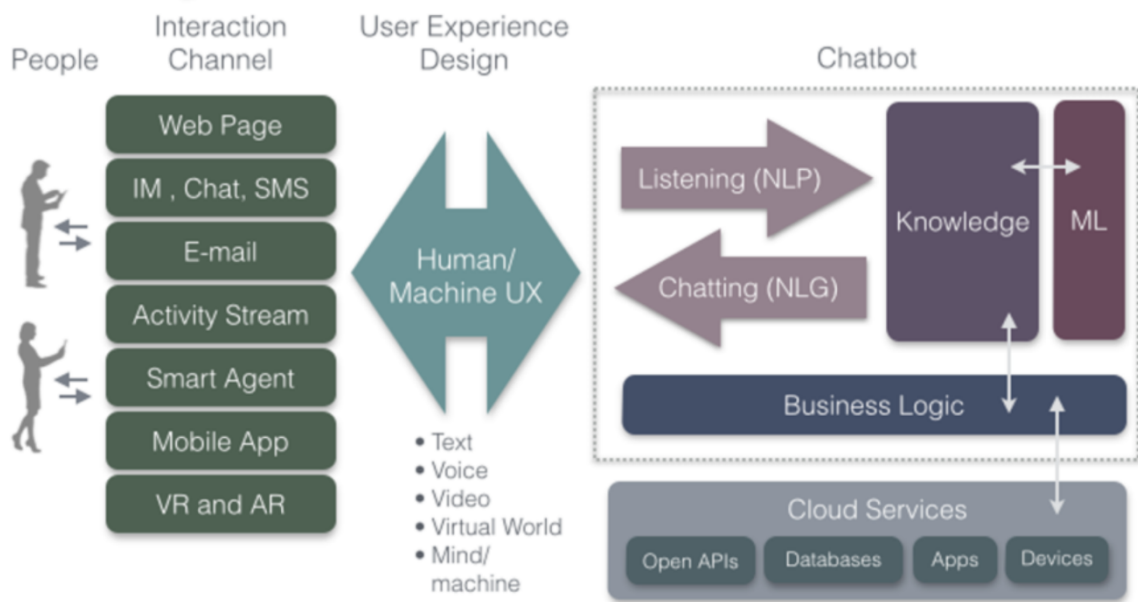 People
Interaction
Channel
User Experience
Design
Chatbot
Web Page
IM , Chat, SMS
E-mail
Activity Stream
Smart Agent
Mobile App
VR and AR
Human/
Machine UX
• Text
• Voice
• Video
• Virtual World
• Mind/
machine
Listening (NLP)
Chatting (NLG)
Knowledge
ML
Business Logic
Cloud Services
Open APIs
Databases
Apps
Devices